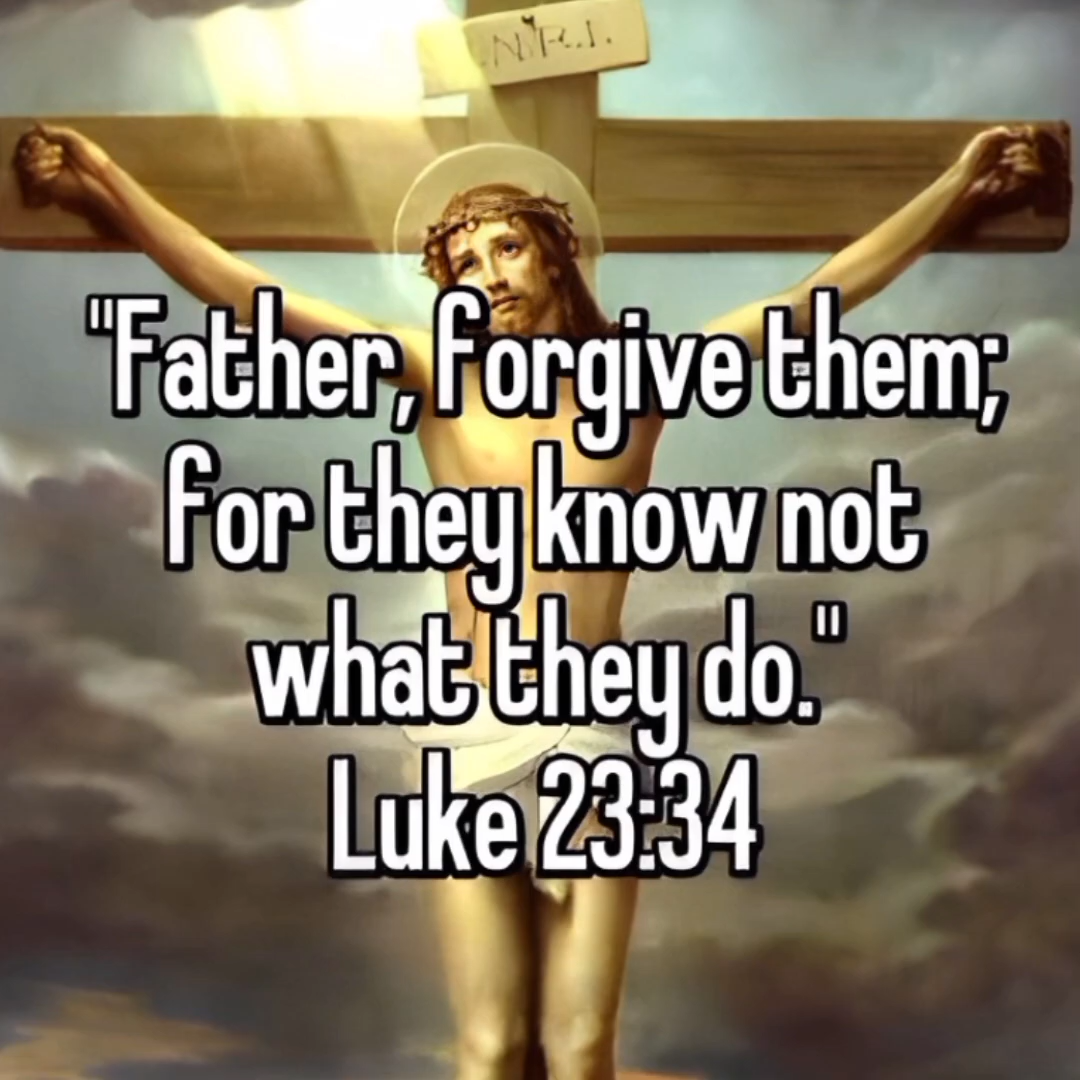 N.R.I.
"Father, forgive them;
for they know not
what they do."
Luke 23:34